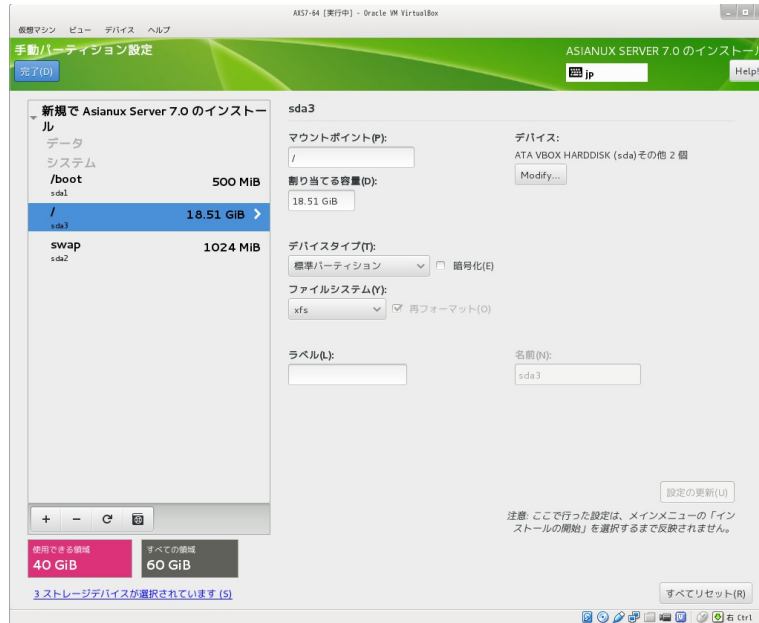 AXS7-64 [実行中] - Oracle VM VirtualBox
仮想マシン ビュー デバイス ヘルプ
手動パーティション設定
ASIANUX SERVER 7.0 のインストール
完了(D)
jp
Help!
新規で Asianux Server 7.0 のインストー
ル
データ
システム
/boot
500 MiB
sda1
/
18.51 GiB
sda3
swap
1024 MiB
sda2
sda3
マウントポイント(P):
/
割り当てる容量(D):
18.51 GiB
デバイス:
ATA VBOX HARDDISK (sda)その他 2 個
Modify...
デバイスタイプ(T):
標準パーティション
暗号化(E)
ファイルシステム(Y):
xfs
再フォーマット(O)
ラベル(L):
名前(N):
sda3
設定の更新(U)
注意: ここで行った設定は、メインメニューの「イン
ストールの開始」を選択するまで反映されません。
+ −
使用できる領域
40 GiB
すべての領域
60 GiB
3 ストレージデバイスが選択されています (S)
すべてリセット(R)
右 Ctrl